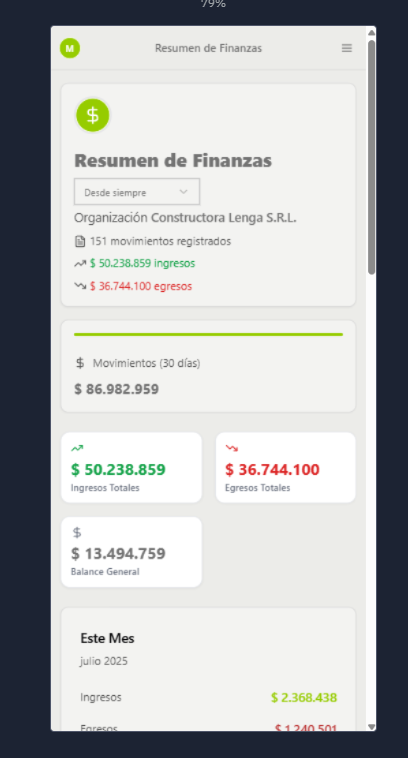 79%
M
Resumen de Finanzas
Resumen de Finanzas
Desde siempre
Organización Constructora Lenga S.R.L.
151 movimientos registrados
$ 50.238.859 ingresos
$ 36.744.100 egresos
Movimientos (30 días)
$ 86.982.959
$ 50.238.859
Ingresos Totales
$ 36.744.100
Egresos Totales
$ 13.494.759
Balance General
Este Mes
julio 2025
Ingresos $ 2.368.438
Egresos $ 1.240.501